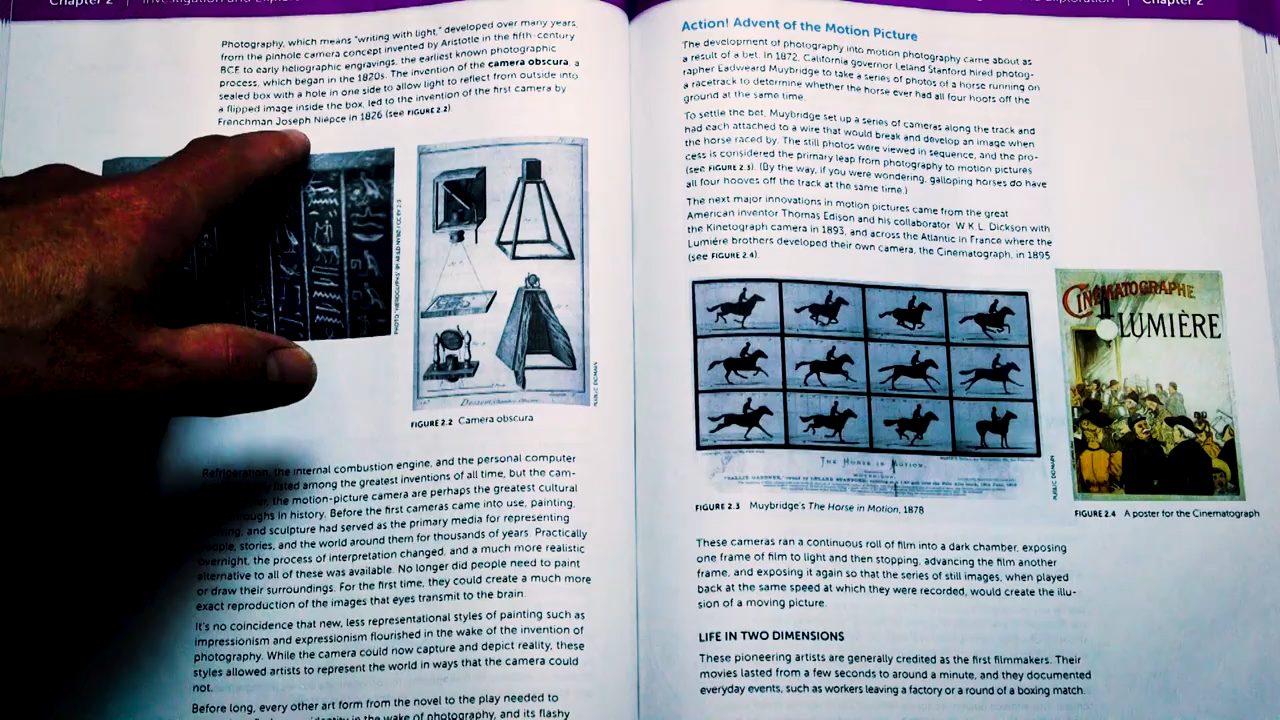 Chapter 2 |
Photography, which means "writing with light," developed over many years,
from the pinhole camera concept invented by Aristotle in the fifth-century
BCE to early heliographic engravings, the earliest known photographic
process, which began in the 1820s. The invention of the camera obscura, a
sealed box with a hole in one side to allow light to reflect from outside into
a flipped image inside the box, led to the invention of the first camera by
Frenchman Joseph Niépce in 1826 (see FIGURE 2.2).
PUBLIC DOMAIN
FIGURE 2.2 Camera obscura
Refrigeration, the internal combustion engine, and the personal computer
listed among the greatest inventions of all time, but the cam-
the motion-picture camera are perhaps the greatest cultural
in history. Before the first cameras came into use, painting,
and sculpture had served as the primary media for representing
stories, and the world around them for thousands of years. Practically
overnight, the process of interpretation changed, and a much more realistic
alternative to all of these was available. No longer did people need to paint
or draw their surroundings. For the first time, they could create a much more
exact reproduction of the images that eyes transmit to the brain.
It's no coincidence that new, less representational styles of painting such as
impressionism and expressionism flourished in the wake of the invention of
photography. While the camera could now capture and depict reality, these
styles allowed artists to represent the world in ways that the camera could
not.
Before long, every other art form from the novel to the play needed to
in the wake of photography, and its flashy
| Chapter 2
Action! Advent of the Motion Picture
The development of photography into motion photography came about as
a result of a bet. In 1872, California governor Leland Stanford hired photog-
rapher Eadweard Muybridge to take a series of photos of a horse running on
a racetrack to determine whether the horse ever had all four hoofs off the
ground at the same time.
To settle the bet, Muybridge set up a series of cameras along the track and
had each attached to a wire that would break and develop an image when
the horse raced by. The still photos were viewed in sequence, and the pro-
cess is considered the primary leap from photography to motion pictures
(see FIGURE 2.3). (By the way, if you were wondering, galloping horses do have
all four hooves off the track at the same time.)
The next major innovations in motion pictures came from the great
American inventor Thomas Edison and his collaborator W.K.L. Dickson with
the Kinetograph camera in 1893, and across the Atlantic in France where the
Lumiére brothers developed their own camera, the Cinematograph, in 1895
(see FIGURE 2.4).
THE HORSE IN MOTION.
PUBLIC DOMAIN
FIGURE 2.3 Muybridge's The Horse in Motion, 1878
CINÉMATOGRAPHE
LUMIÈRE
FIGURE 2.4 A poster for the Cinematograph
These cameras ran a continuous roll of film into a dark chamber, exposing
one frame of film to light and then stopping, advancing the film another
frame, and exposing it again so that the series of still images, when played
back at the same speed at which they were recorded, would create the illu-
sion of a moving picture.
LIFE IN TWO DIMENSIONS
These pioneering artists are generally credited as the first filmmakers. Their
movies lasted from a few seconds to around a minute, and they documented
everyday events, such as workers leaving a factory or a round of a boxing match.